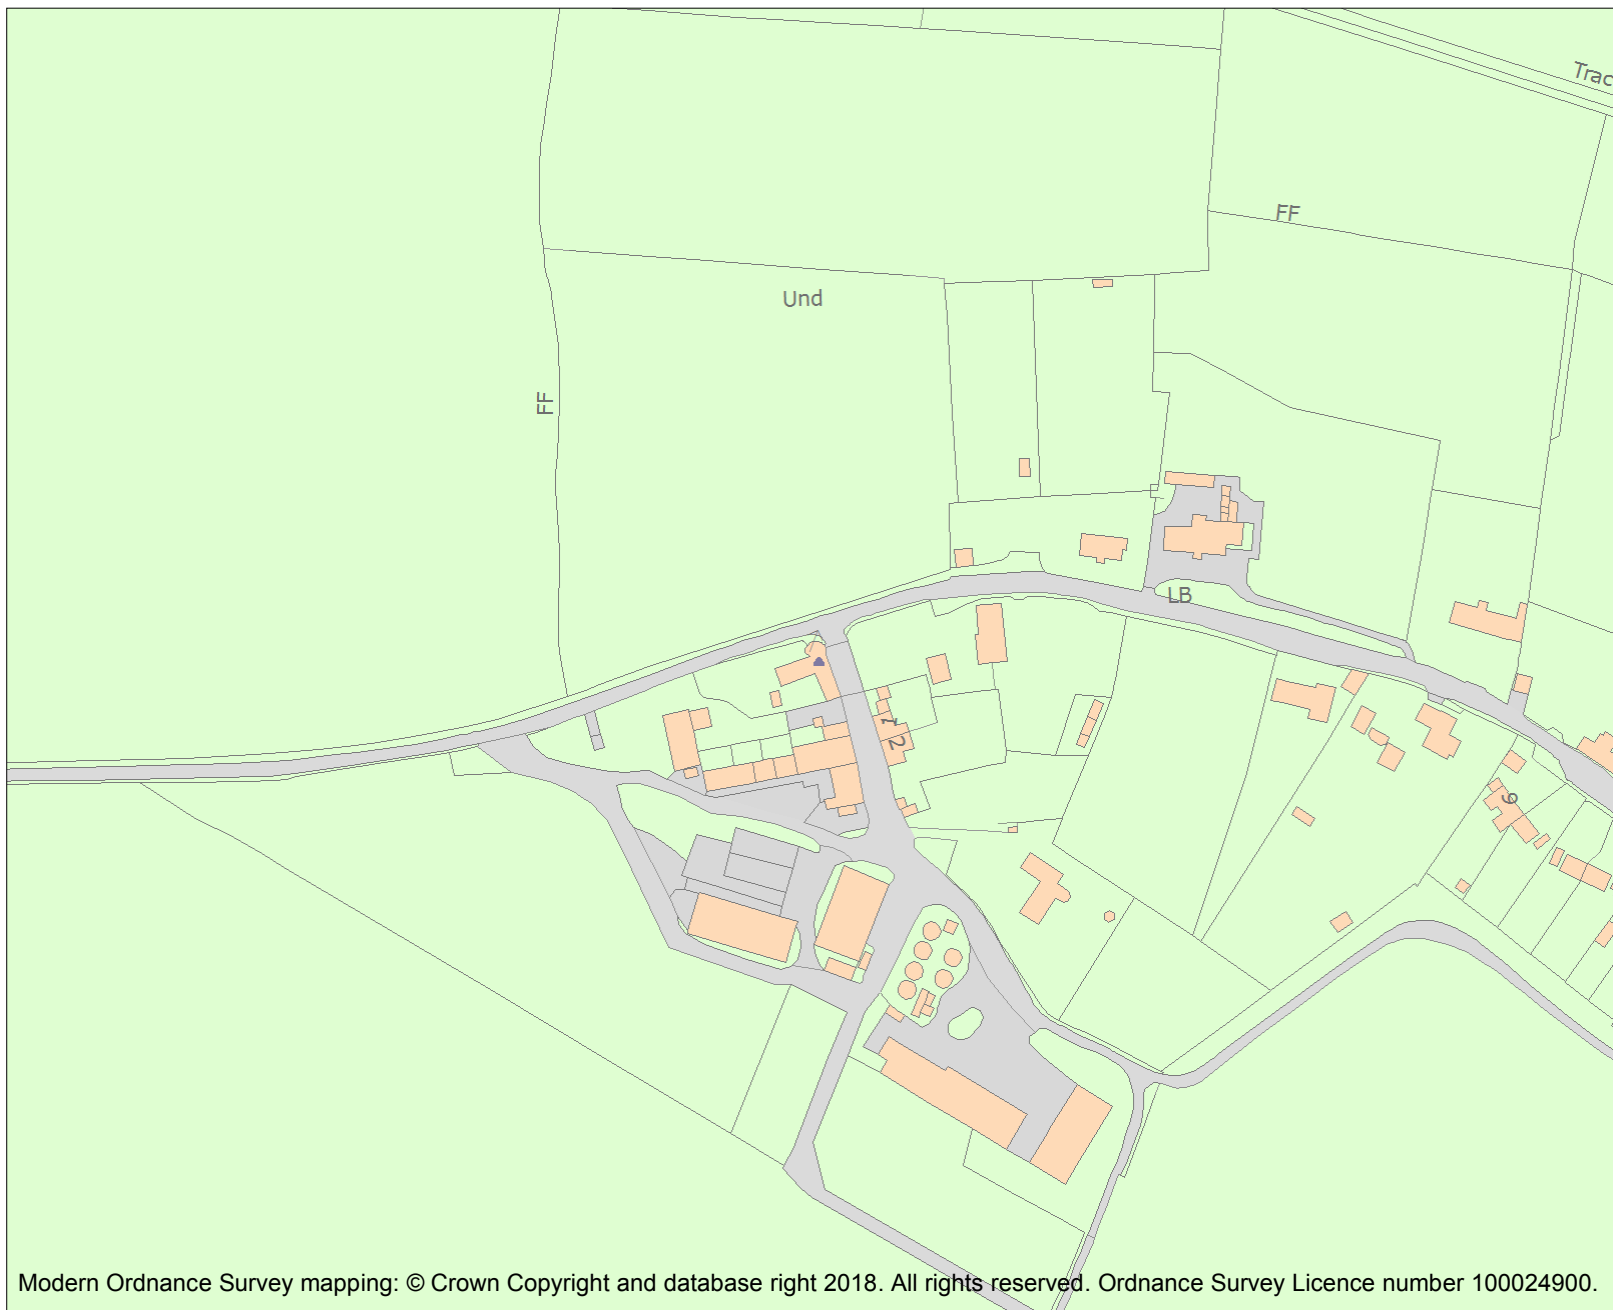 Trac
FF
Und
FF
LB
1
2
9
Modern Ordnance Survey mapping: © Crown Copyright and database right 2018. All rights reserved. Ordnance Survey Licence number 100024900.